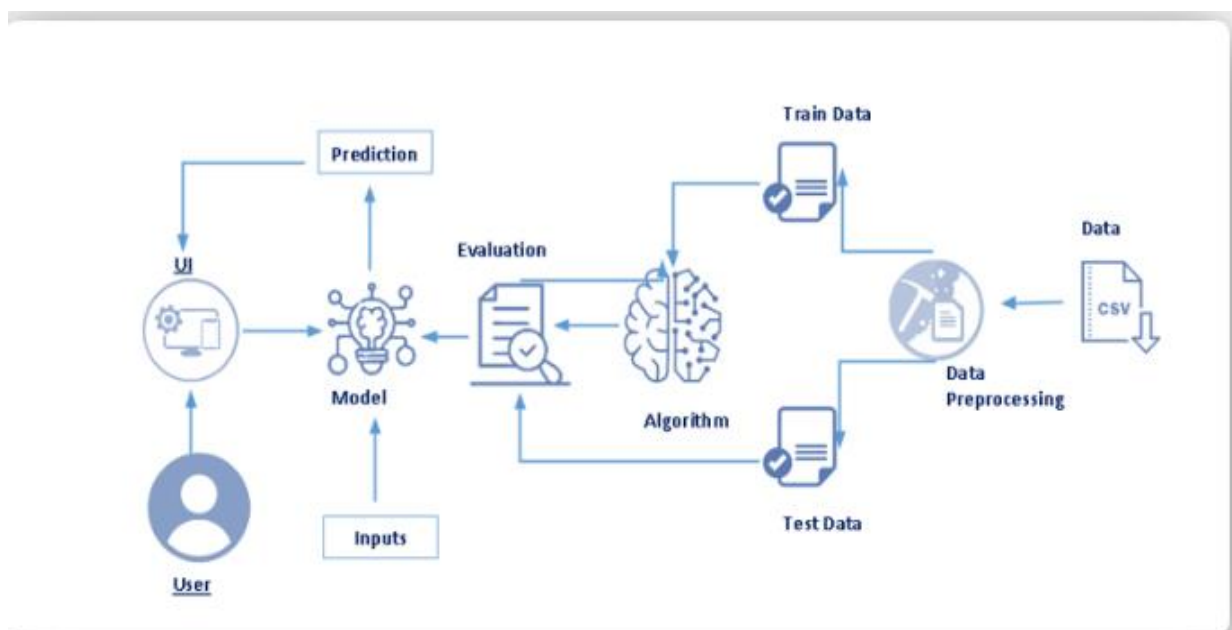 Train Data
Prediction
Data
Evaluation
UI
CSV
Model
Data
Preprocessing
Algorithm
Test Data
Inputs
User